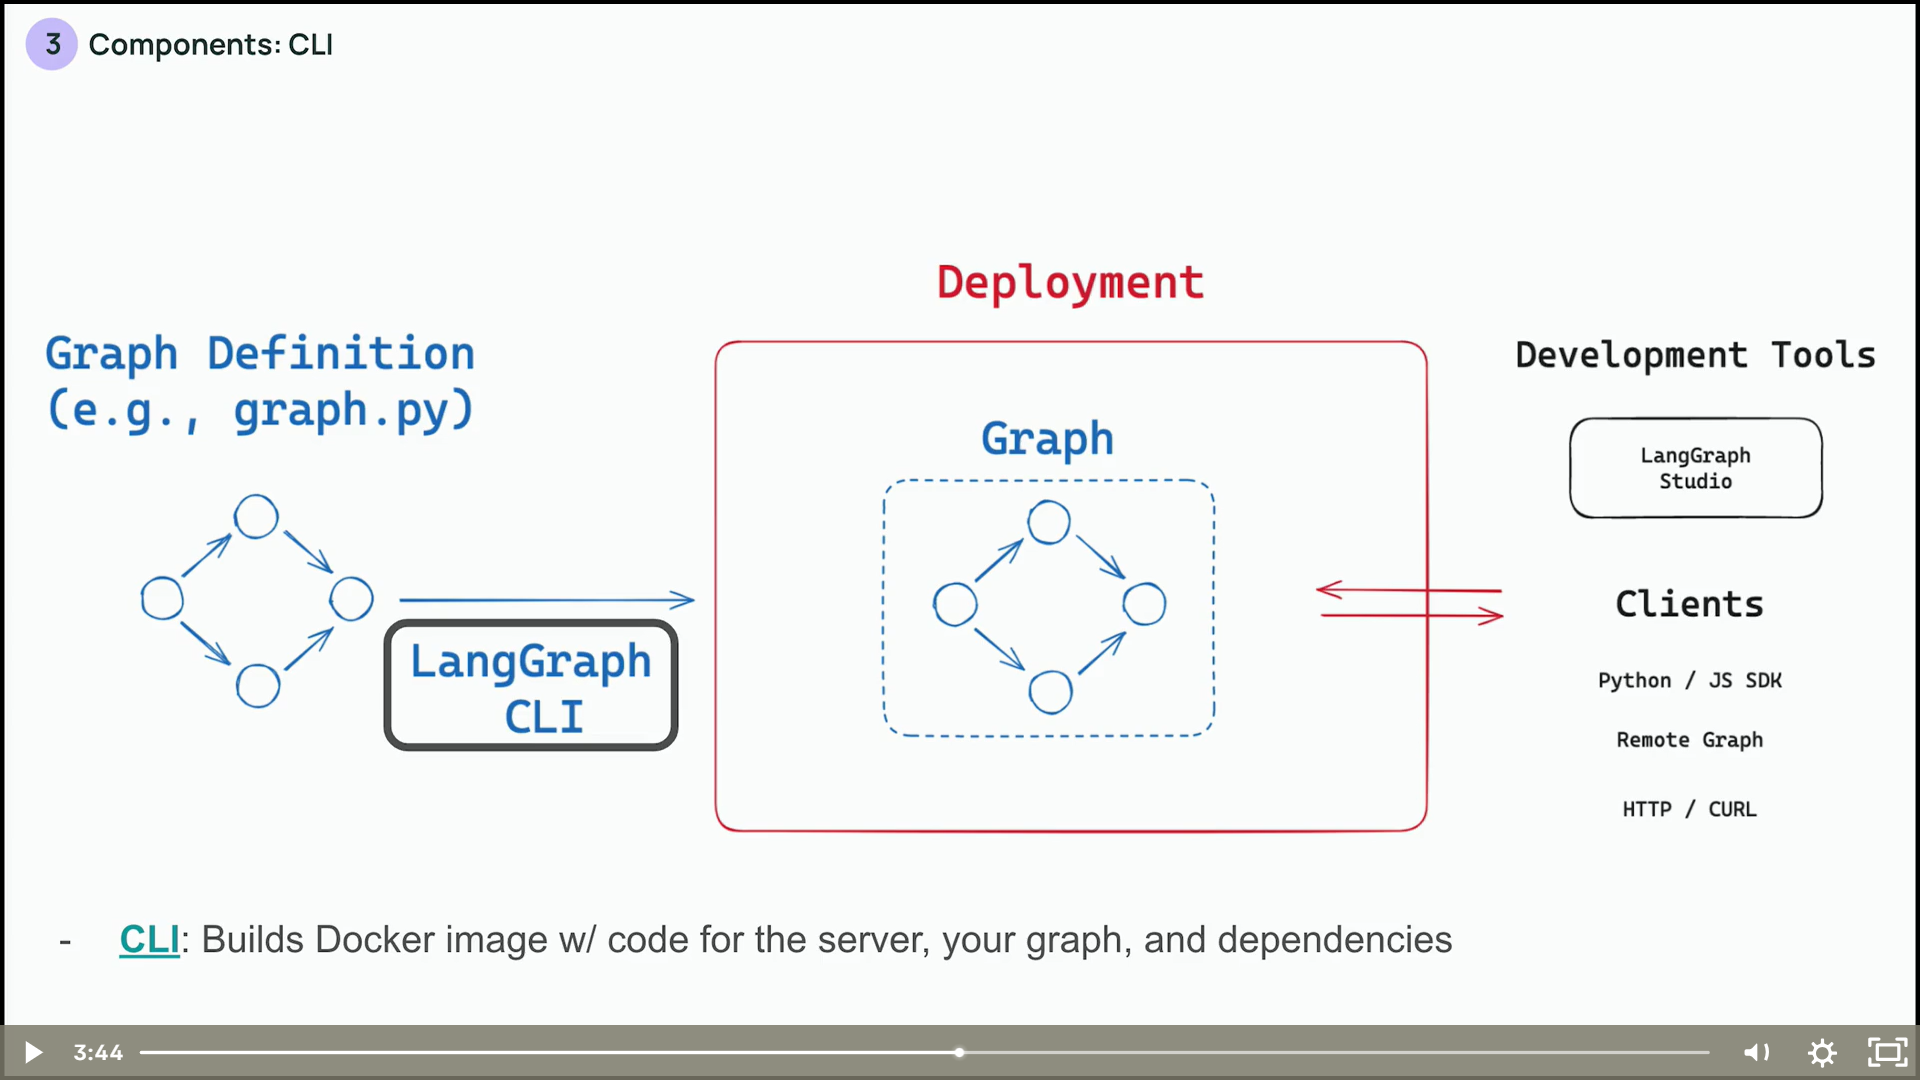 3 Components: CLI
Deployment
Graph Definition
(e.g., graph.py)
Development Tools
Graph
LangGraph
Studio
Clients
LangGraph
CLI
Python / JS SDK
Remote Graph
HTTP / CURL
- CLI: Builds Docker image w/ code for the server, your graph, and dependencies
3:44